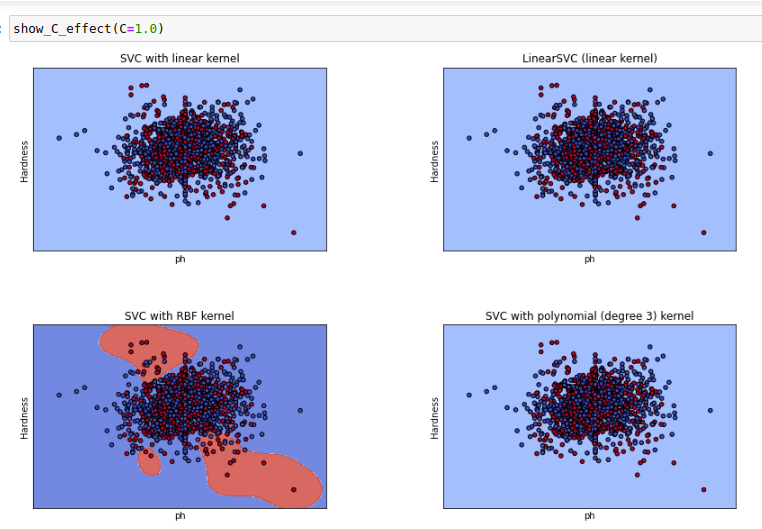 show_C_effect(C=1.0)
SVC with linear kernel
LinearSVC (linear kernel)
Hardness
Hardness
ph
ph
SVC with RBF kernel
SVC with polynomial (degree 3) kernel
Hardness
Hardness
ph
ph